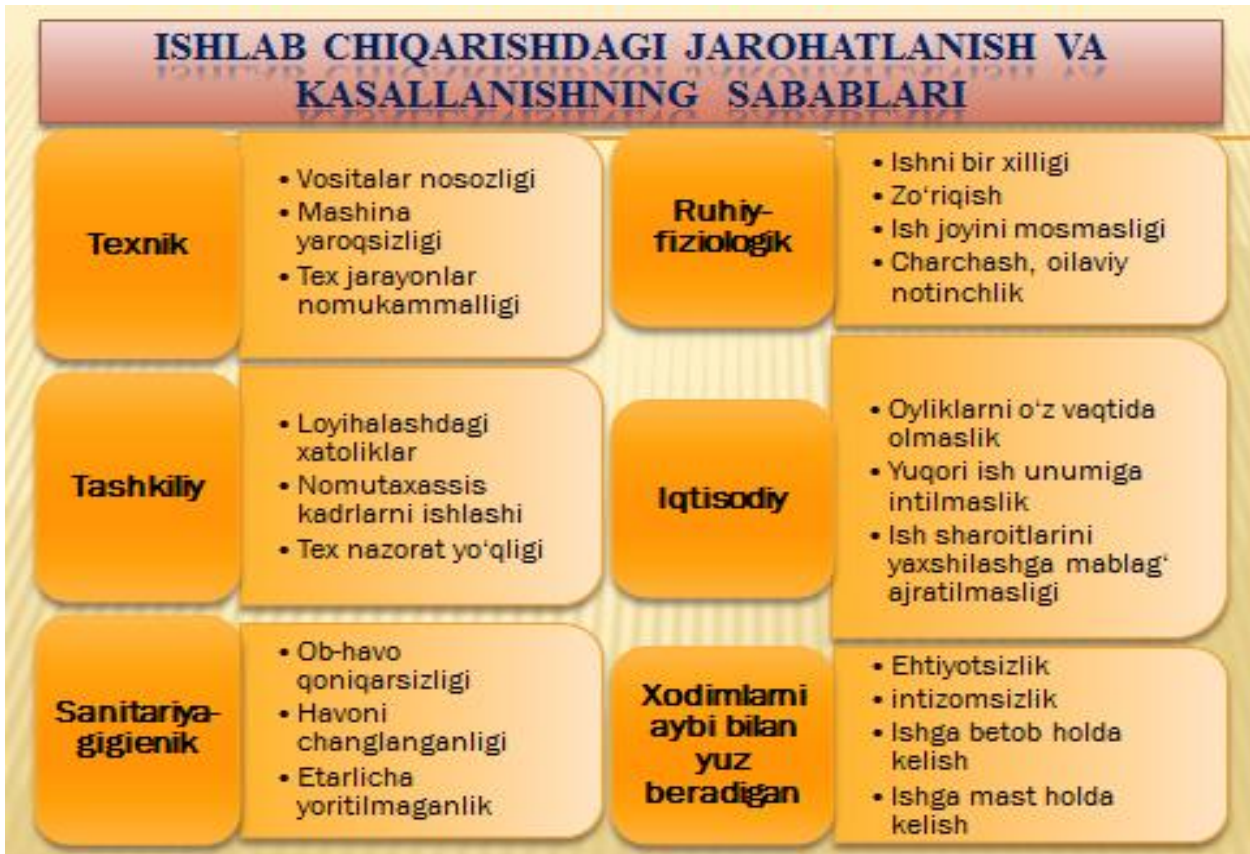 ISHLAB CHIQARISHDAGI JAROHATLANISH VA
KASALLANISHNING SABABLARI
Texnik
• Vositalar nosozligi
• Mashina
yaroqsizligi
• Tex jarayonlar
nomukammalligi
Ruhiy-
fiziologik
• Ishni bir xilligi
• Zo‘riqish
• Ish joyini mosmasligi
• Charchash, oilaviy
notinchlik
Tashkiliy
• Loyihalashdagi
xatoliklar
• Nomutaxassis
kadrlarni ishlashi
• Tex nazorat yo‘qligi
Iqtisodiy
• Oyliklarni o‘z vaqtida
olmaslik
• Yuqori ish unumiga
intilmaslik
• Ish sharoitlarini
yaxshilashga mablag‘
ajratilmasligi
Sanitariya-
gigienik
• Ob-havo
qoniqarsizligi
• Havoni
changlanganligi
• Etarlicha
yoritilmaganlik
Xodimlarni
aybi bilan
yuz
beradigan
• Ehtiyotsizlik
• intizomsizlik
• Ishga betob holda
kelish
• Ishga mast holda
kelish